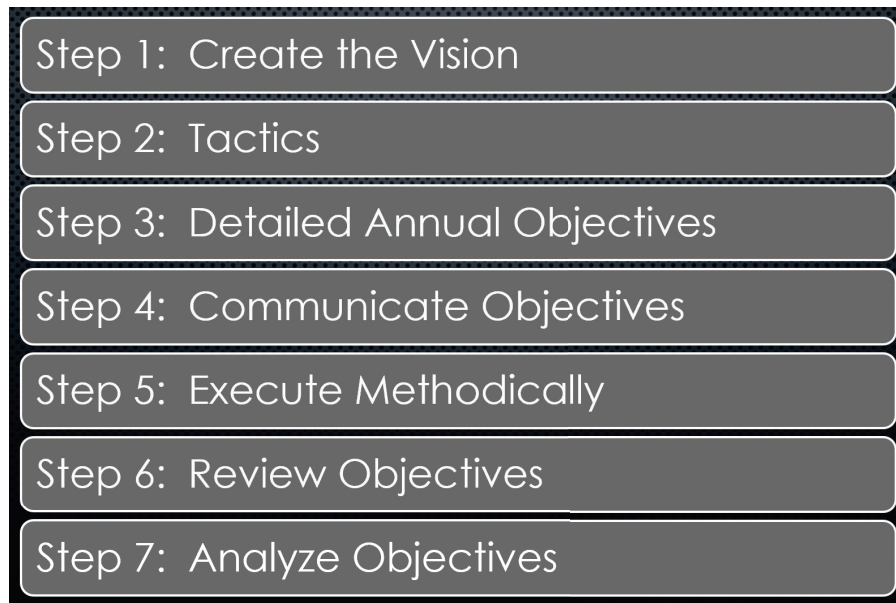 Step 1: Create the Vision
Step 2: Tactics
Step 3: Detailed Annual Objectives
Step 4: Communicate Objectives
Step 5: Execute Methodically
Step 6: Review Objectives
Step 7: Analyze Objectives